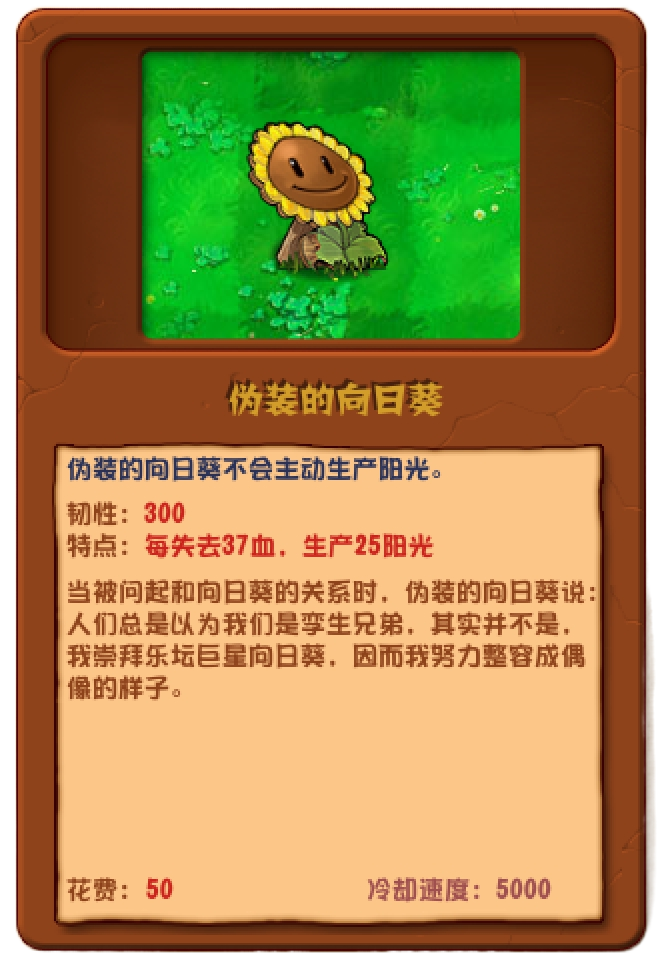 伪装的向日葵
伪装的向日葵不会主动生产阳光。
韧性：300
特点：每失去37血，生产25阳光
当被问起和向日葵的关系时，伪装的向日葵说：
人们总是以为我们是孪生兄弟，其实并不是，
我崇拜乐坛巨星向日葵，因而我努力整容成偶
像的样子。
花费：50 冷却速度：5000